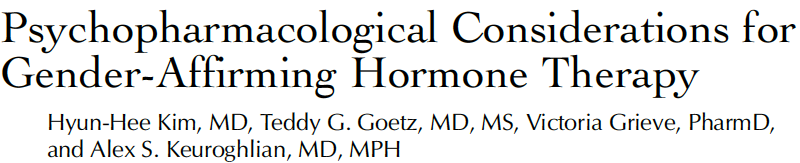 Psychopharmacological Considerations for
Gender-Affirming Hormone Therapy
Hyun-Hee Kim, MD, Teddy G. Goetz, MD, MS, Victoria Grieve, PharmD,
and Alex S. Keuroghlian, MD, MPH